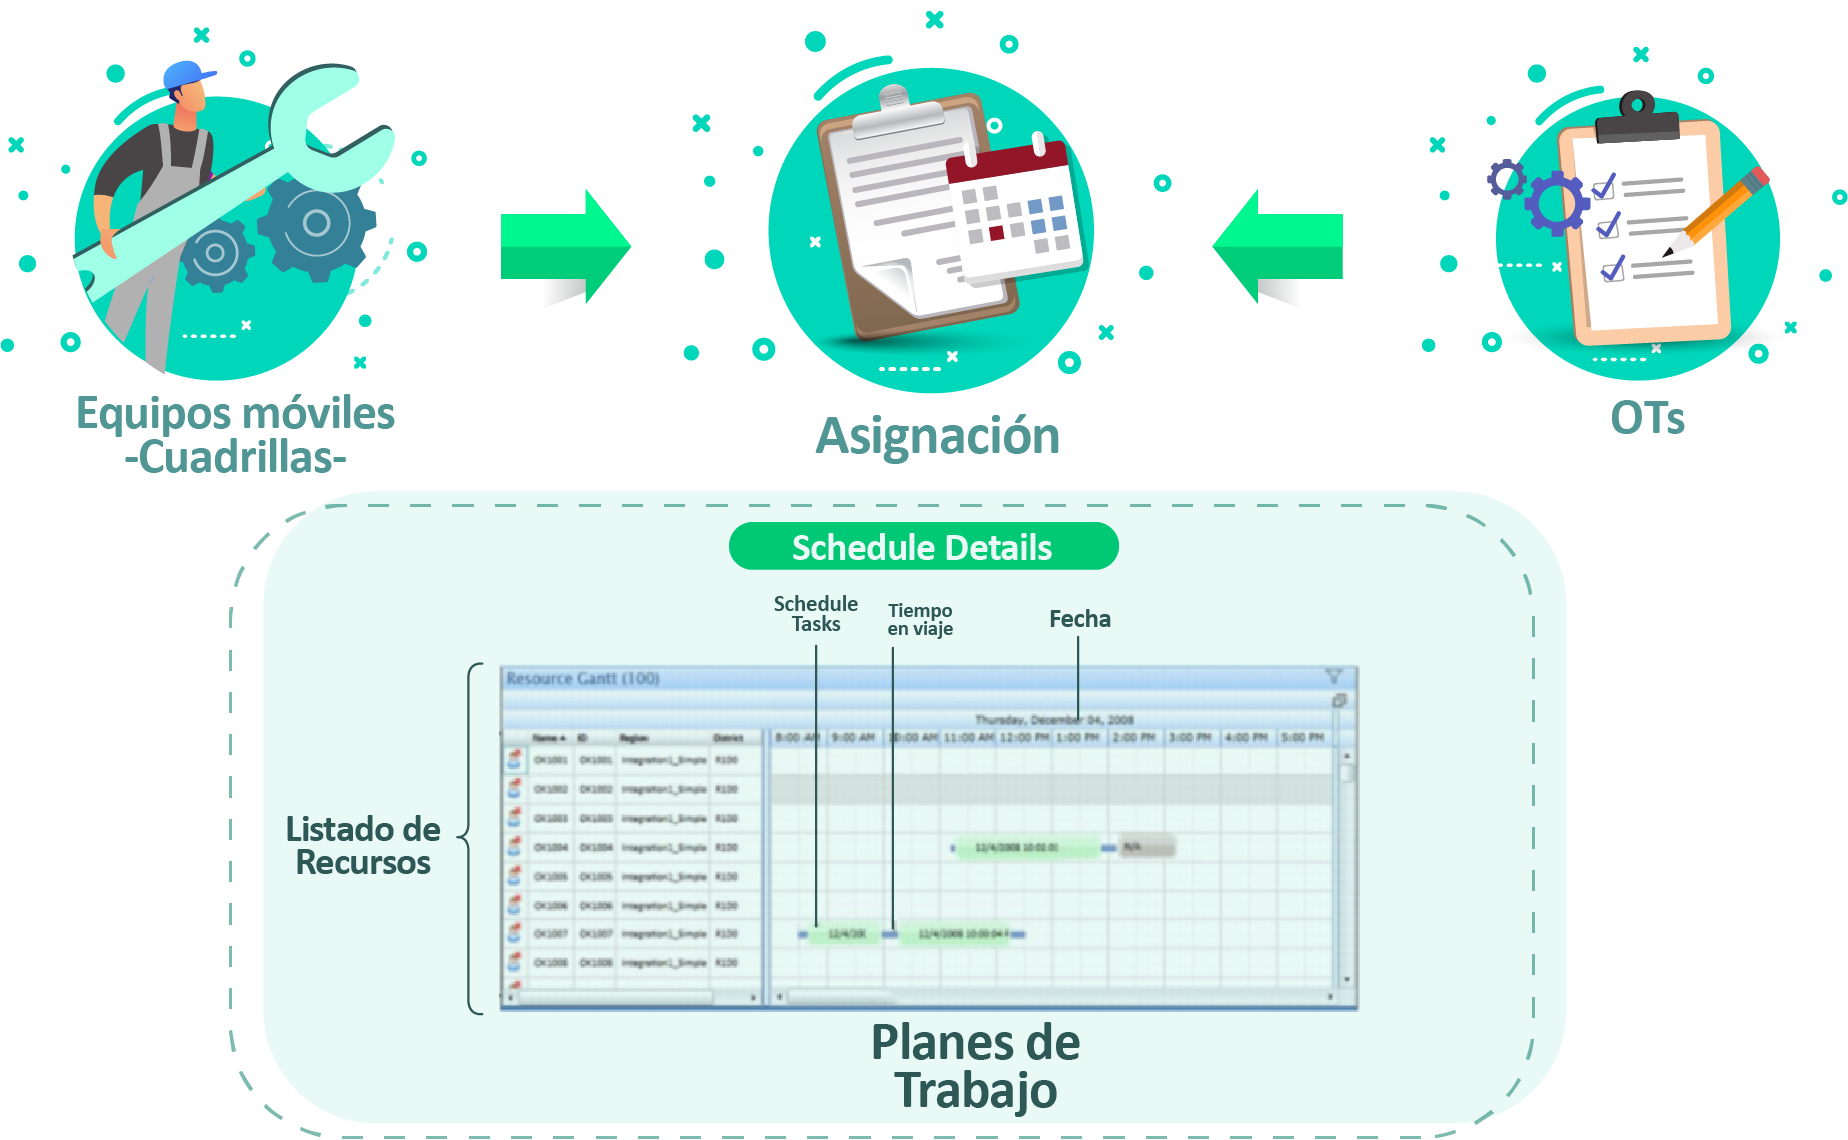 Equipos móviles
-Cuadrillas-
Asignación
OTs
Schedule Details
Schedule
Tasks
Tiempo
en viaje
Fecha
Listado de
Recursos
Resource Gantt (100)
Thursday, December 04, 2008
8:00 AM 9:00 AM 10:00 AM 11:00 AM 12:00 PM 1:00 PM 2:00 PM 3:00 PM 4:00 PM 5:00 PM
Name ID Region District
OK1001 OK1001 Integration1_Simple R100
OK1002 OK1002 Integration1_Simple R100
OK1003 OK1003 Integration1_Simple R100
OK1004 OK1004 Integration1_Simple R100 12/4/2008 10:02:0 N/A
OK1005 OK1005 Integration1_Simple R100
OK1006 OK1006 Integration1_Simple R100
OK1007 OK1007 Integration1_Simple R100 12/4/200 12/4/2008 10:00:04
OK1008 OK1008 Integration1_Simple R100
Planes de
Trabajo